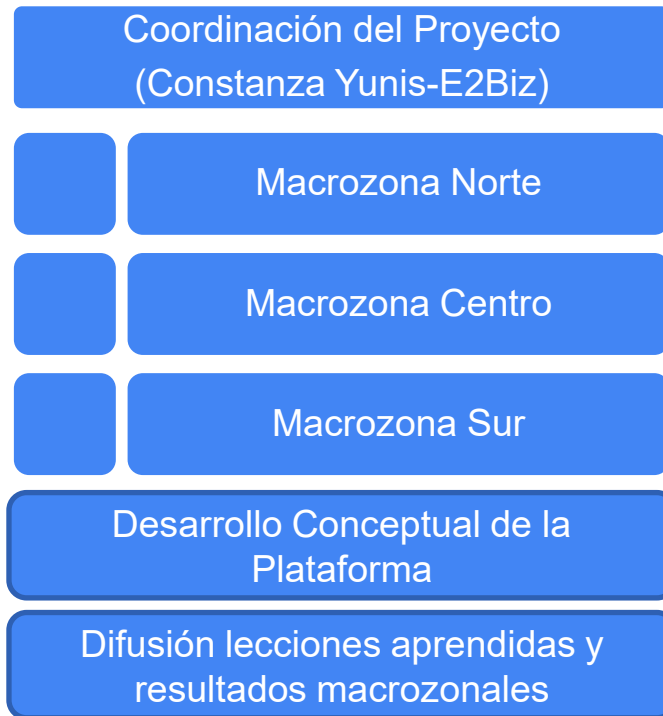 Coordinación del Proyecto
(Constanza Yunis-E2Biz)
Macrozona Norte
Macrozona Centro
Macrozona Sur
Desarrollo Conceptual de la
Plataforma
Difusión lecciones aprendidas y
resultados macrozonales